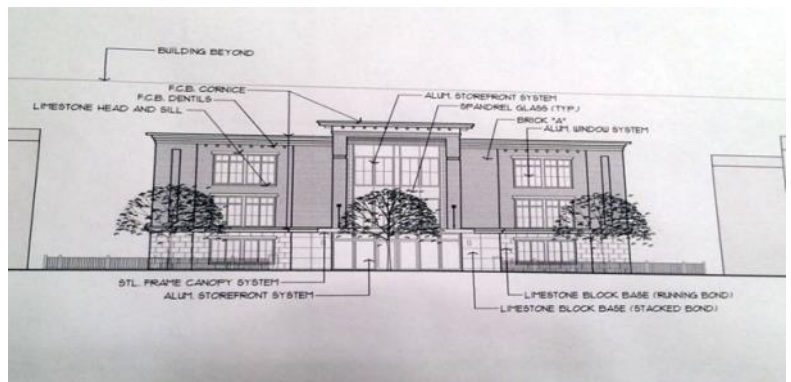 BUILDING BEYOND
F.C.B. CORNICE
F.C.B. DENTILS
LIMESTONE HEAD AND SILL
ALUM. STOREFRONT SYSTEM
SPANDREL GLASS (TYP.)
BRICK "A"
ALUM. WINDOW SYSTEM
STL. FRAME CANOPY SYSTEM
ALUM. STOREFRONT SYSTEM
LIMESTONE BLOCK BASE (RUNNING BOND)
LIMESTONE BLOCK BASE (STACKED BOND)